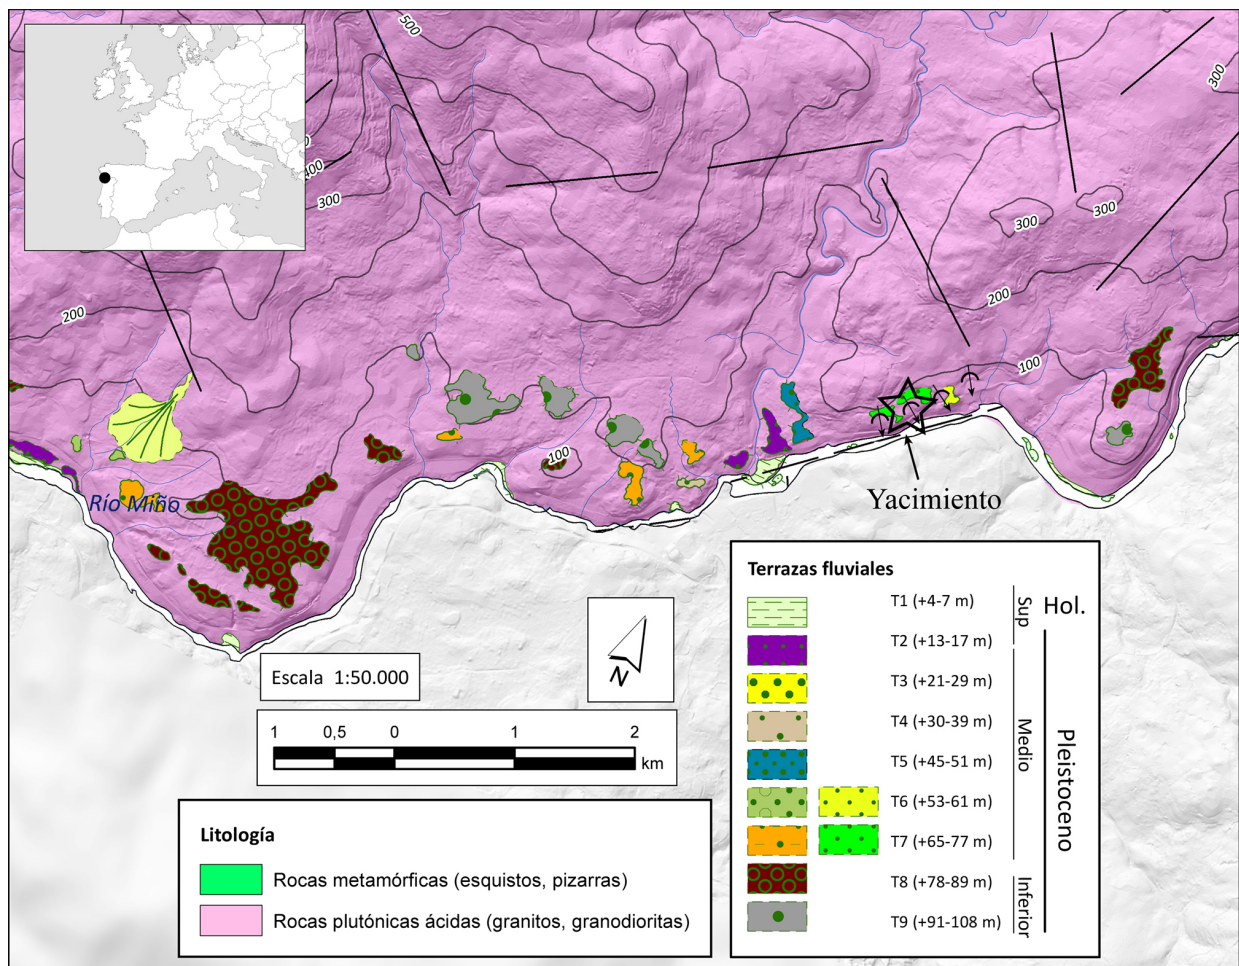 500
300
400
300
300
300
200
200
100
100
Río Miño
Yacimiento
N
Escala 1:50.000
1 0,5 0 1 2
km
Litología
Rocas metamórficas (esquistos, pizarras)
Rocas plutónicas ácidas (granitos, granodioritas)
Terrazas fluviales
T1 (+4-7 m)
T2 (+13-17 m)
T3 (+21-29 m)
T4 (+30-39 m)
T5 (+45-51 m)
T6 (+53-61 m)
T7 (+65-77 m)
T8 (+78-89 m)
T9 (+91-108 m)
Sup
Medio
Inferior
Hol.
Pleistoceno